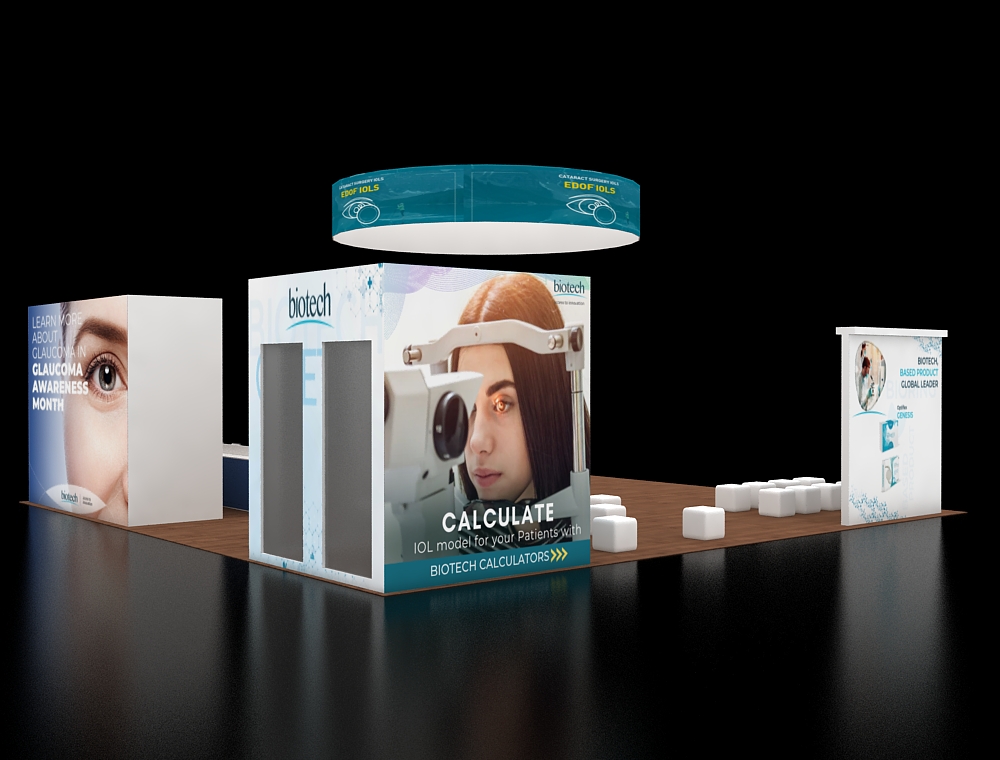 CATARACT SURGERY IOLS
EDOF IOLS
CATARACT SURGERY IOLS
EDOF IOLS
LEARN MORE
ABOUT
GLAUCOMA IN
GLAUCOMA
AWARENESS
MONTH
biotech
biotech
biotech
CALCULATE
IOL model for your Patients with
BIOTECH CALCULATORS
BIOTECH,
BASED PRODUCT
GLOBAL LEADER
Optiflex
GENESIS